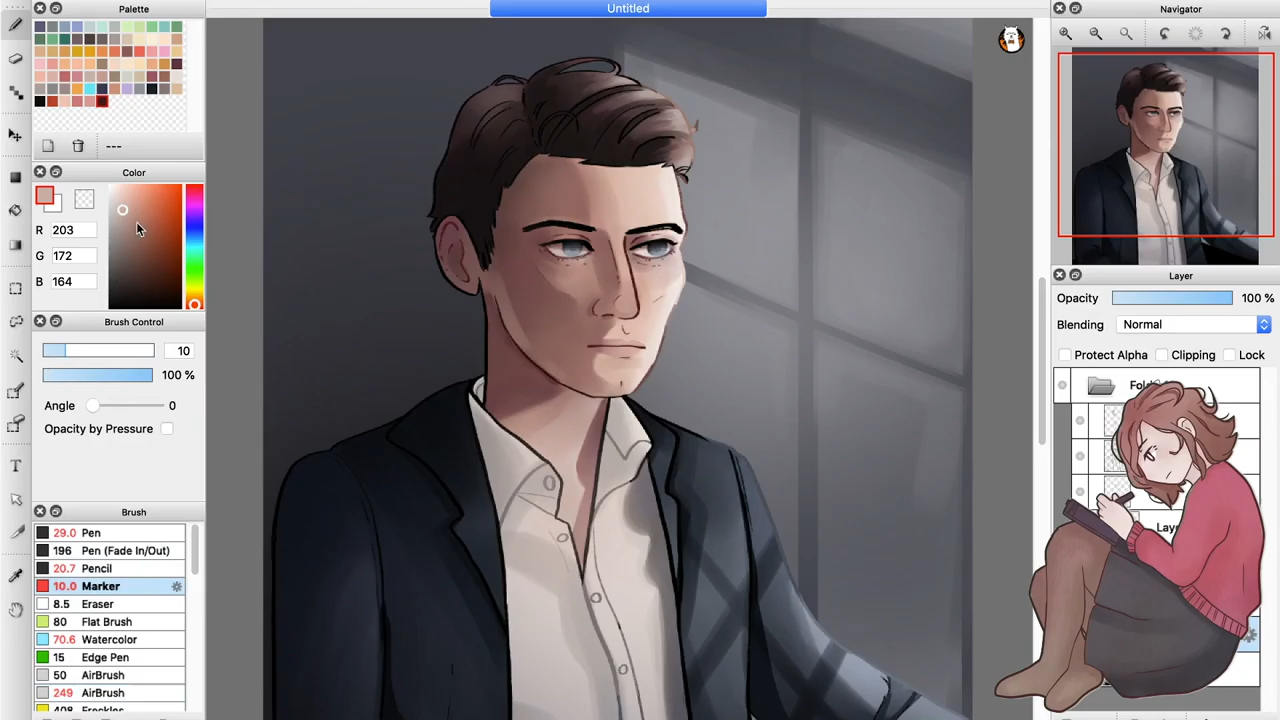 Palette
---
Color
R 203
G 172
B 164
Brush Control
10
100 %
Angle 0
Opacity by Pressure
Brush
29.0 Pen
196 Pen (Fade In/Out)
20.7 Pencil
10.0 Marker
8.5 Eraser
80 Flat Brush
70.6 Watercolor
15 Edge Pen
50 AirBrush
249 AirBrush
408 Freckles
T
Untitled
Navigator
Layer
Opacity 100 %
Blending Normal
Protect Alpha Clipping Lock